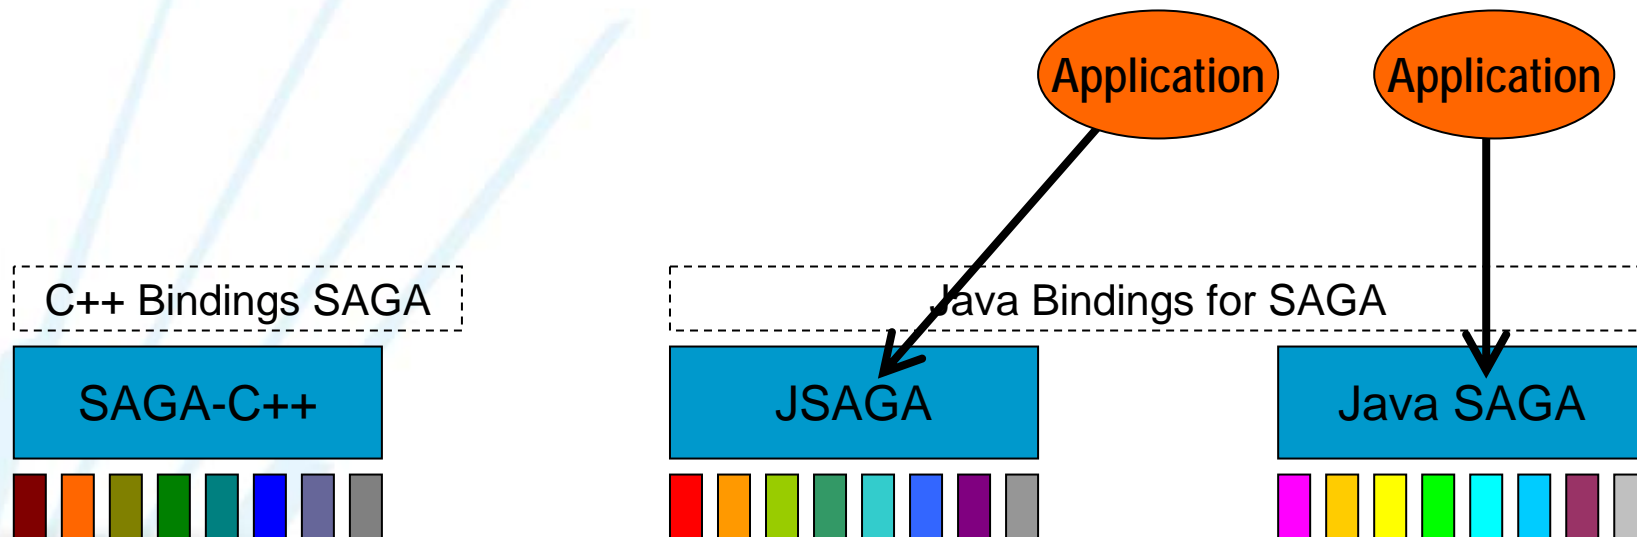 Application
Application
C++ Bindings SAGA
Java Bindings for SAGA
SAGA-C++
JSAGA
Java SAGA